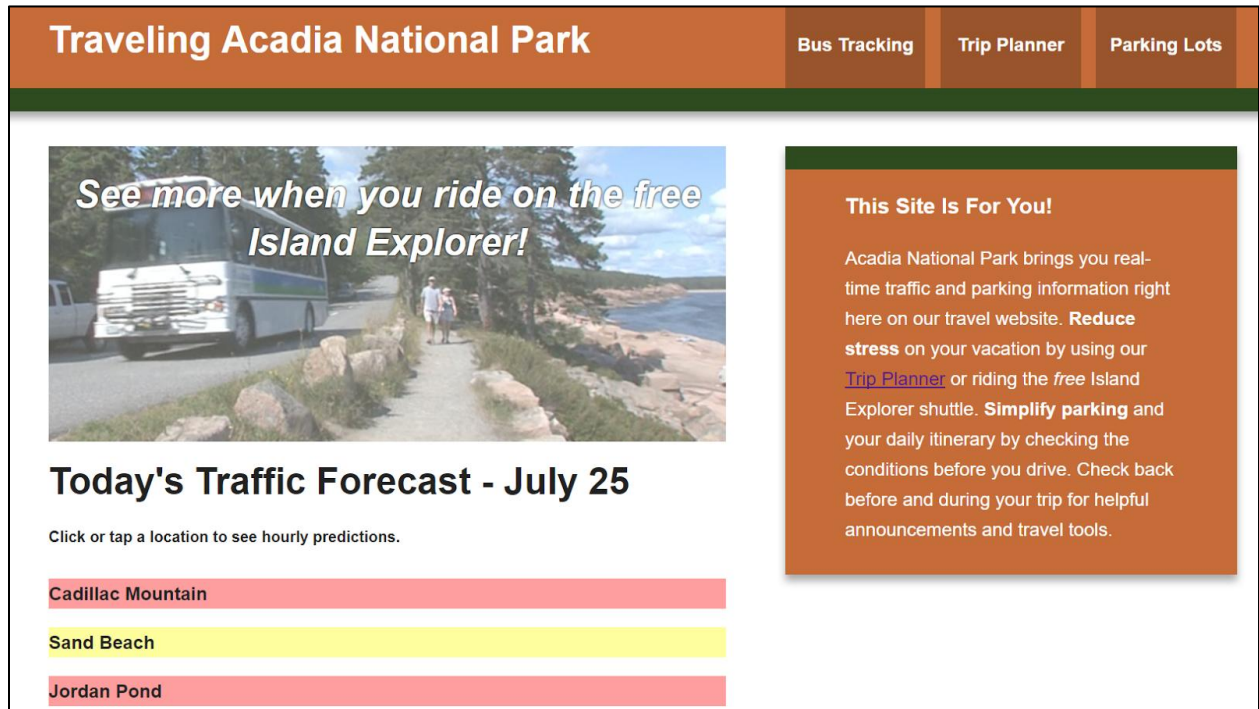 Traveling Acadia National Park
Bus Tracking
Trip Planner
Parking Lots
See more when you ride on the free
Island Explorer!
Today's Traffic Forecast - July 25
Click or tap a location to see hourly predictions.
Cadillac Mountain
Sand Beach
Jordan Pond
This Site Is For You!
Acadia National Park brings you real-
time traffic and parking information right
here on our travel website. Reduce
stress on your vacation by using our
Trip Planner or riding the free Island
Explorer shuttle. Simplify parking and
your daily itinerary by checking the
conditions before you drive. Check back
before and during your trip for helpful
announcements and travel tools.